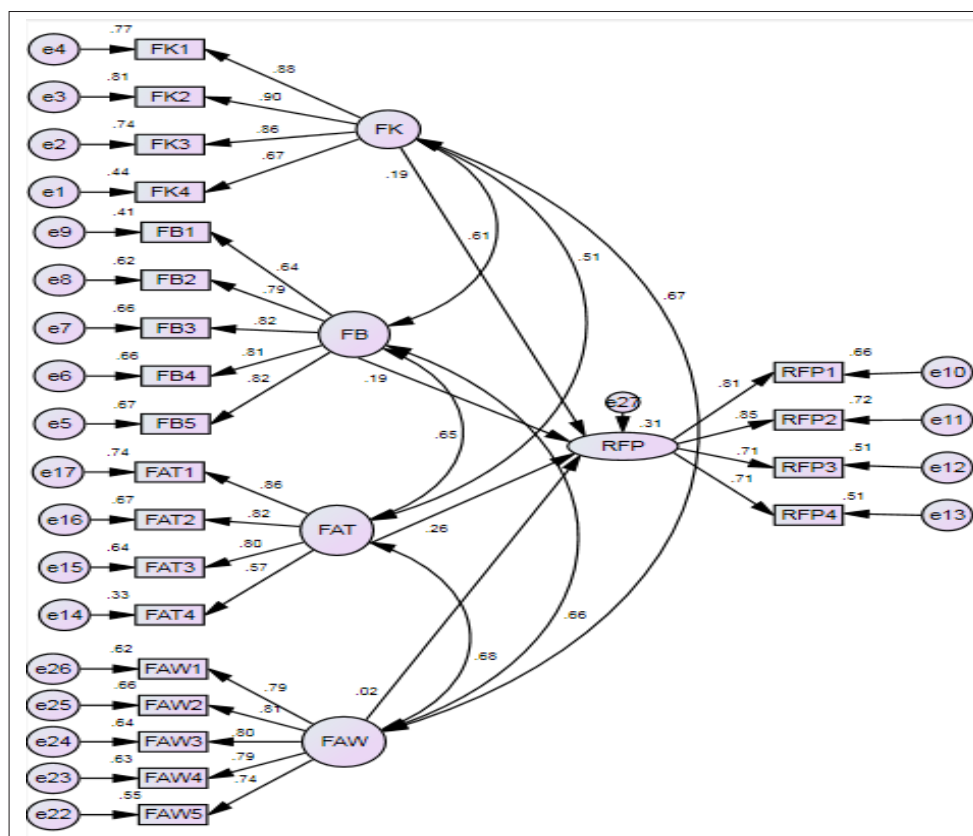 .77
e4 FK1
.88
.81
e3 FK2
.90
.74
e2 FK3
.86
FK
.44
e1 FK4
.67
.19
.61
.51
.67
.41
e9 FB1
.64
.62
e8 FB2
.79
.66
e7 FB3
.82
FB
.66
e6 FB4
.81
.67
e5 FB5
.82
.19
.65
.74
e17 FAT1
.86
.67
e16 FAT2
.82
FAT
.64
e15 FAT3
.80
.33
e14 FAT4
.57
.26
.66
.68
.02
.62
e26 FAW1
.79
.66
e25 FAW2
.81
.64
e24 FAW3
.80
FAW
.63
e23 FAW4
.79
.55
e22 FAW5
.74
e27
.31
RFP
.66
.81 RFP1 e10
.72
.85 RFP2 e11
.51
.71 RFP3 e12
.51
.71 RFP4 e13